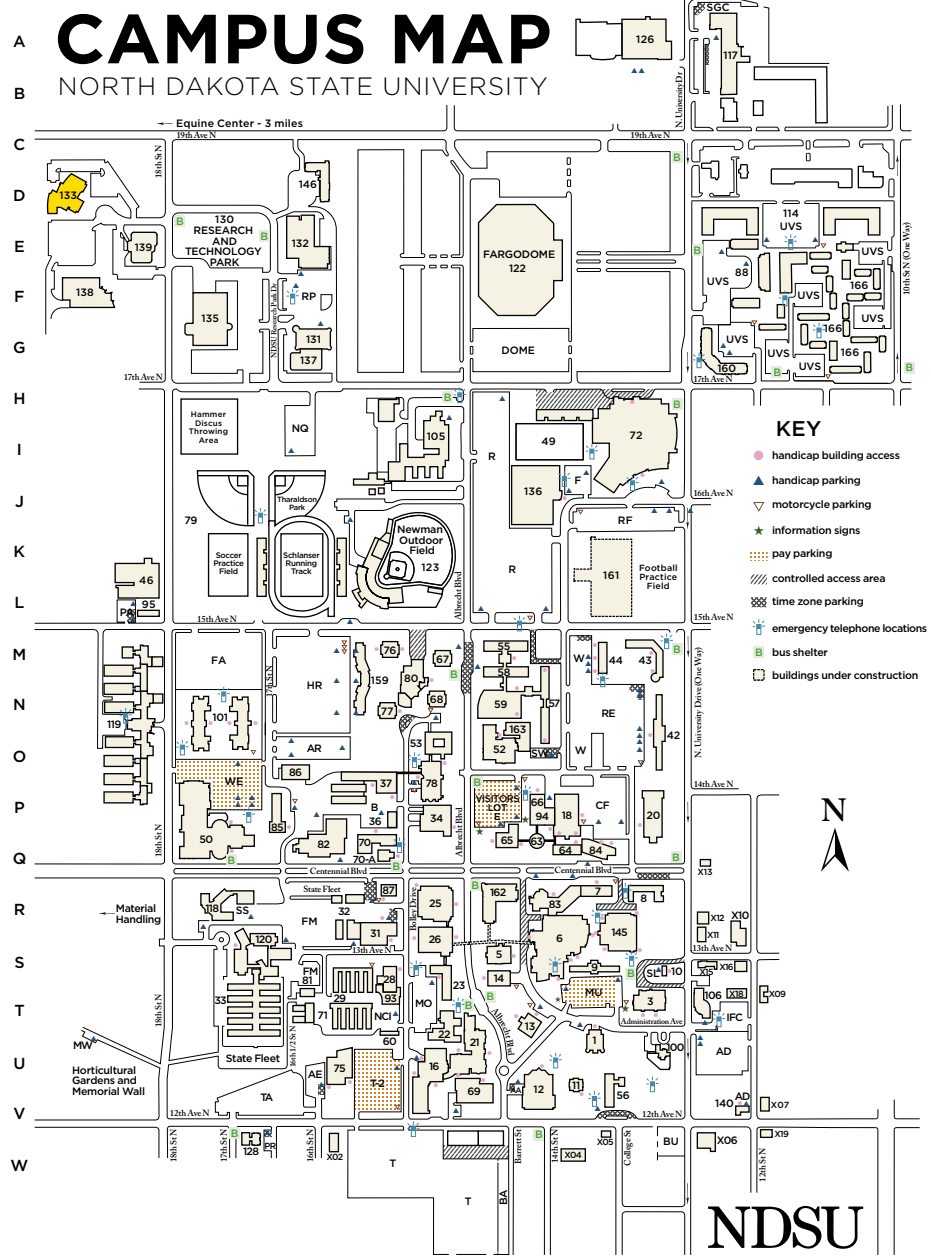 CAMPUS MAP
NORTH DAKOTA STATE UNIVERSITY
A
B
C
D
E
F
G
H
I
J
K
L
M
N
O
P
Q
R
S
T
U
V
W
SGC
126
117
N. University Dr
Equine Center - 3 miles
19th Ave N
19th Ave N
18th St N
B
133
146
130
RESEARCH
AND
TECHNOLOGY
PARK
B
B
132
139
138
135
RP
131
137
NDSU Research Park Dr
FARGODOME
122
DOME
114
UVS
B
UVS
88
UVS
166
UVS
UVS
166
UVS
UVS
UVS
166
160
B
B
10th St N (One Way)
17th Ave N
17th Ave N
Hammer
Discus
Throwing
Area
NQ
B
105
R
49
72
B
136
F
16th Ave N
79
Tharaldson
Park
Soccer
Practice
Field
Schlanser
Running
Track
Newman
Outdoor
Field
123
RF
R
161
Football
Practice
Field
46
95
Albrecht Blvd
15th Ave N
15th Ave N
KEY
handicap building access
handicap parking
motorcycle parking
information signs
pay parking
controlled access area
time zone parking
emergency telephone locations
B bus shelter
buildings under construction
FA
HR
76
159
80
67
B
68
77
55
58
59
57
163
52
SW
W
44
43
B
RE
42
W
N. University Drive (One Way)
17th St N
119
101
AR
53
14th Ave N
WE
86
37
78
B
36
34
85
82
70
70-A
B
50
B
18th St N
Albrecht Blvd
B
VISITORS
LOT
E
66
94
18
CF
20
65
63
64
84
B
N
Centennial Blvd
Centennial Blvd
X13
Material
Handling
118
SS
State Fleet
87
32
FM
31
13th Ave N
Bolley Drive
25
26
B
162
83
7
8
6
145
X12
X10
X11
13th Ave N
120
33
FM
81
29
28
93
71
NCI
60
16th 1/2 St N
18th St N
State Fleet
MO
23
5
14
B
B
9
MU
B
SL
10
3
Administration Ave
X15
X16
106
X18
X09
IFC
Albrecht Blvd
13
22
21
1
100
AD
MW
Horticultural
Gardens and
Memorial Wall
TA
AE
75
T-2
16
69
AA
12
11
56
AD
140
X07
12th Ave N
12th Ave N
18th St N
17th St N
B
128
PR
16th St N
X02
T
T
BA
Barrett St
B
14th St N
X04
X05
College St
BU
X06
12th St N
X19
NDSU